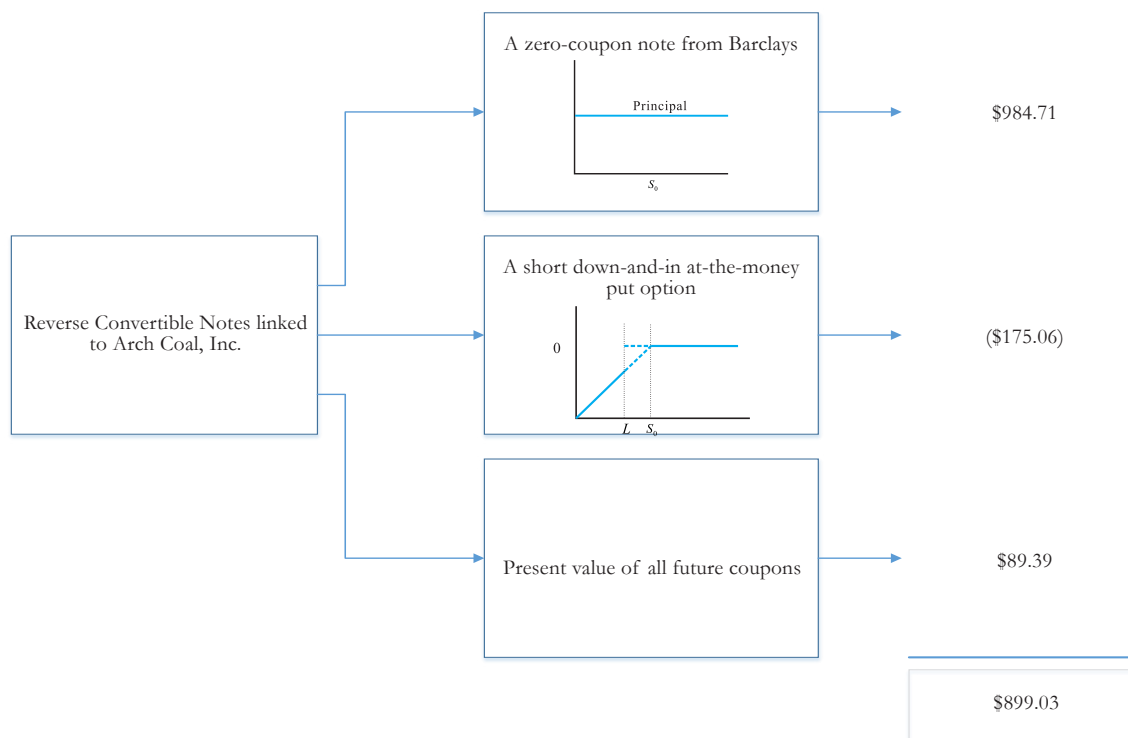 A zero-coupon note from Barclays
Principal
S₀
$984.71
Reverse Convertible Notes linked
to Arch Coal, Inc.
A short down-and-in at-the-money
put option
0
L S₀
($175.06)
Present value of all future coupons
$89.39
$899.03